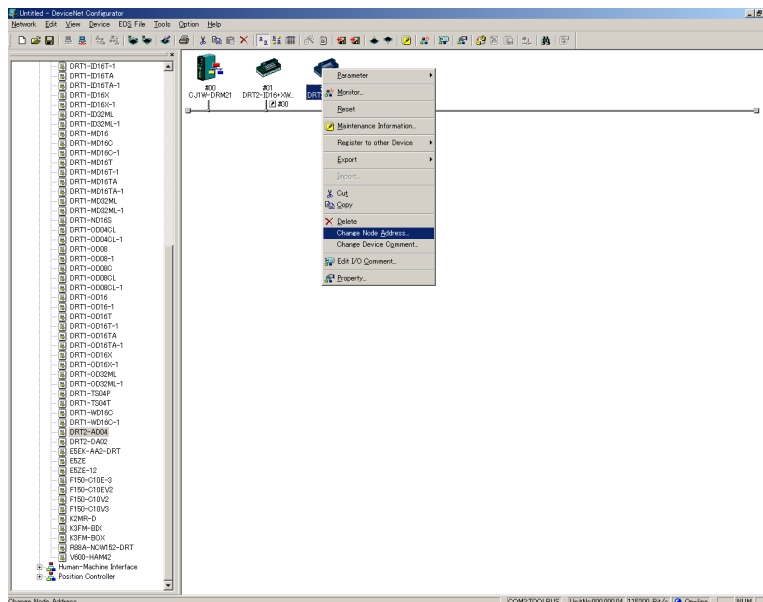 Untitled - DeviceNet Configurator
Network Edit View Device EDS File Tools Option Help
DRT1-ID16T-1
DRT1-ID16TA
DRT1-ID16TA-1
DRT1-ID16X
DRT1-ID16X-1
DRT1-ID32ML
DRT1-ID32ML-1
DRT1-MD16
DRT1-MD16C
DRT1-MD16C-1
DRT1-MD16T
DRT1-MD16T-1
DRT1-MD16TA
DRT1-MD16TA-1
DRT1-MD32ML
DRT1-MD32ML-1
DRT1-ND16S
DRT1-OD04CL
DRT1-OD04CL-1
DRT1-OD08
DRT1-OD08-1
DRT1-OD08C
DRT1-OD08CL
DRT1-OD08CL-1
DRT1-OD16
DRT1-OD16-1
DRT1-OD16T
DRT1-OD16T-1
DRT1-OD16TA
DRT1-OD16TA-1
DRT1-OD16X
DRT1-OD16X-1
DRT1-OD32ML
DRT1-OD32ML-1
DRT1-TS04P
DRT1-TS04T
DRT1-WD16C
DRT1-WD16C-1
DRT2-AD04
DRT2-DA02
E5EK-AA2-DRT
E5ZE
E5ZE-12
F150-C10E-3
F150-C10EV2
F150-C10V2
F150-C10V3
K2MR-D
K3FM-BIX
K3FM-BOX
R88A-NCW152-DRT
V600-HAM42
Human-Machine Interface
Position Controller
#00
CJ1W-DRM21
#01
DRT2-ID16+XW...
#00
DRT
Parameter
Monitor...
Reset
Maintenance Information...
Register to other Device
Export
Import...
Cut
Copy
Delete
Change Node Address...
Change Device Comment...
Edit I/O Comment...
Property...
Change Node Address
COM2:TOOLBUS
115200 Bit/s
On-line
NUM